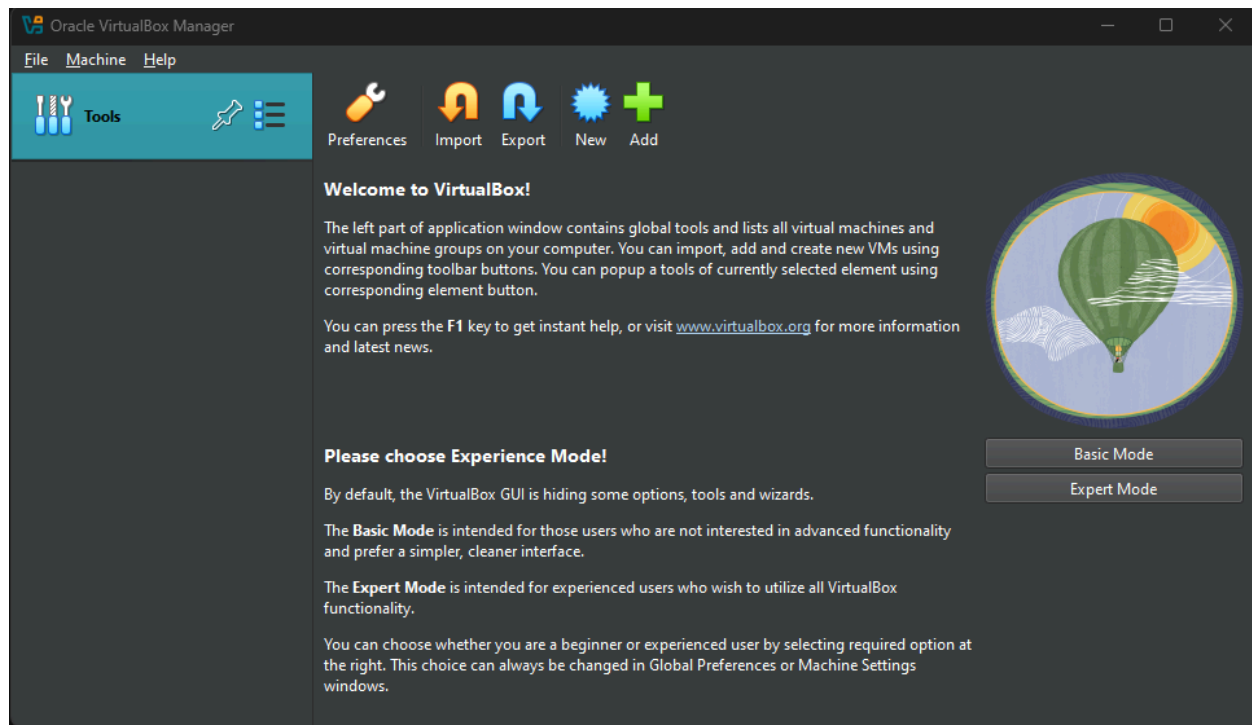 Oracle VirtualBox Manager
File Machine Help
Tools
Preferences Import Export New Add
Welcome to VirtualBox!
The left part of application window contains global tools and lists all virtual machines and
virtual machine groups on your computer. You can import, add and create new VMs using
corresponding toolbar buttons. You can popup a tools of currently selected element using
corresponding element button.
You can press the F1 key to get instant help, or visit www.virtualbox.org for more information
and latest news.
Please choose Experience Mode!
By default, the VirtualBox GUI is hiding some options, tools and wizards.
The Basic Mode is intended for those users who are not interested in advanced functionality
and prefer a simpler, cleaner interface.
The Expert Mode is intended for experienced users who wish to utilize all VirtualBox
functionality.
You can choose whether you are a beginner or experienced user by selecting required option at
the right. This choice can always be changed in Global Preferences or Machine Settings
windows.
Basic Mode
Expert Mode